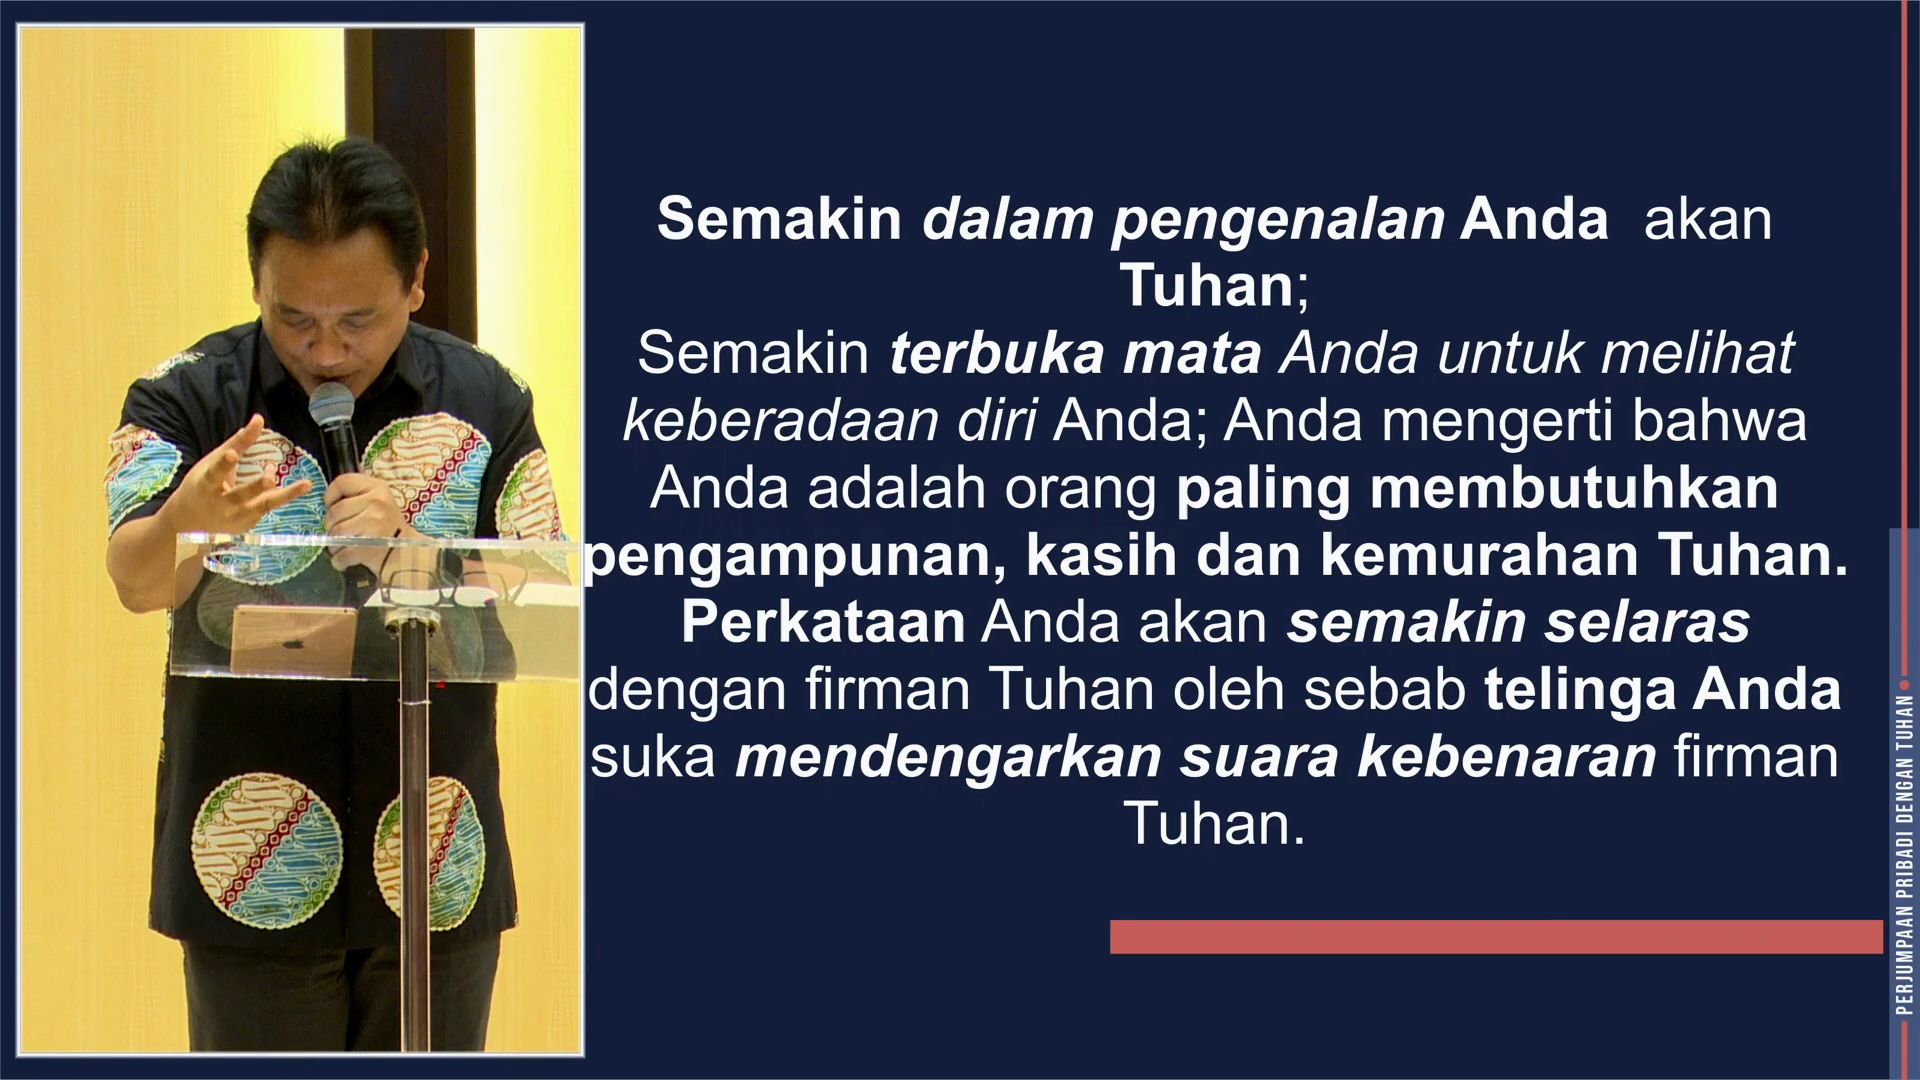 Semakin dalam pengenalan Anda akan
Tuhan;
Semakin terbuka mata Anda untuk melihat
keberadaan diri Anda; Anda mengerti bahwa
Anda adalah orang paling membutuhkan
pengampunan, kasih dan kemurahan Tuhan.
Perkataan Anda akan semakin selaras
dengan firman Tuhan oleh sebab telinga Anda
suka mendengarkan suara kebenaran firman
Tuhan.
PERJUMPAAN PRIBADI DENGAN TUHAN